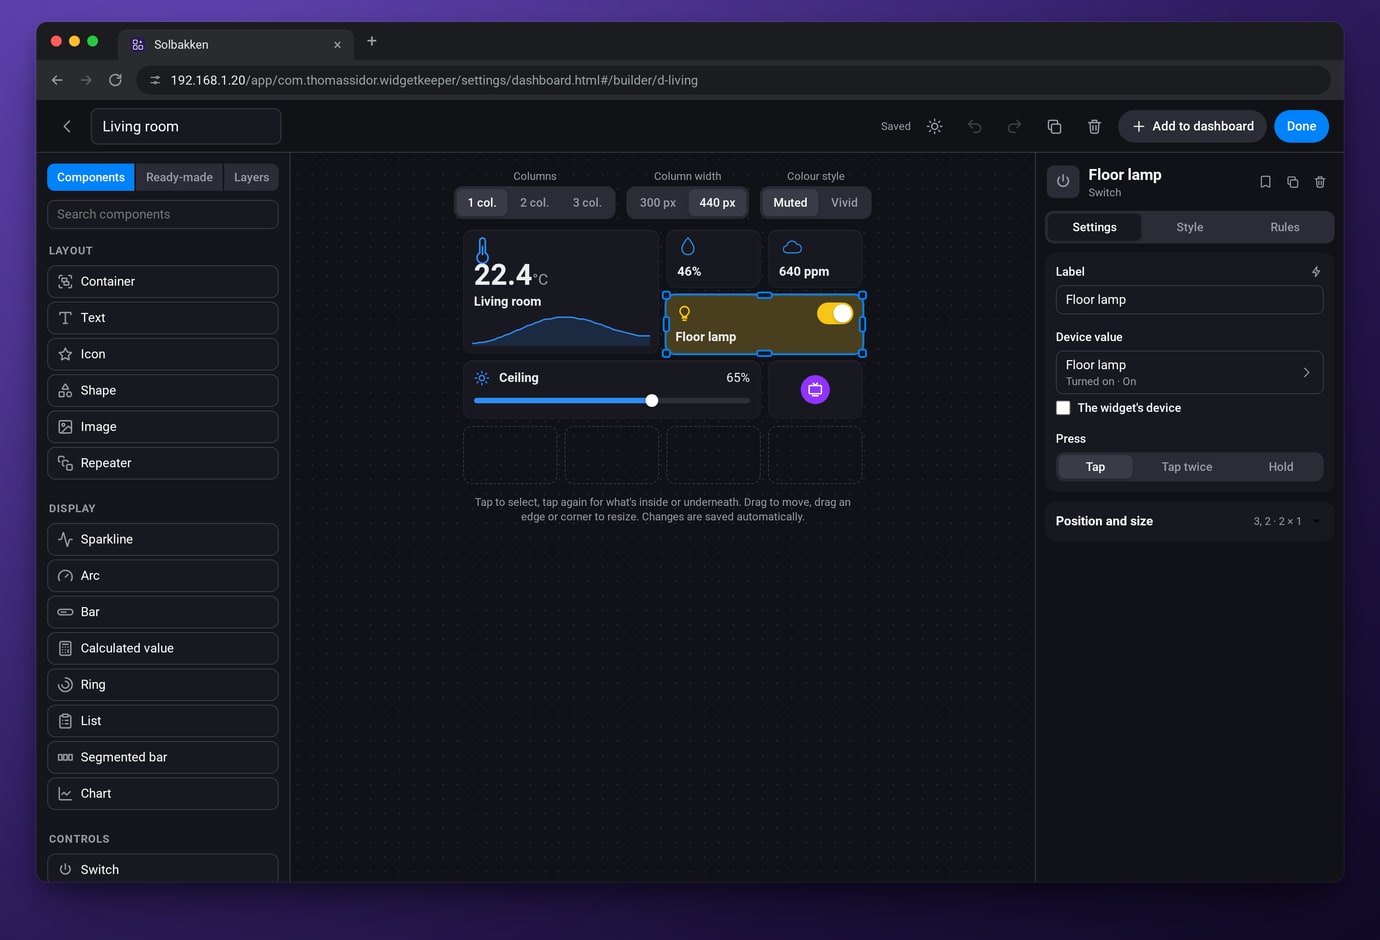 Solbakken
192.168.1.20/app/com.thomassidor.widgetkeeper/settings/dashboard.html#/builder/d-living
Living room
Saved
Add to dashboard
Done
Components
Ready-made
Layers
Search components
LAYOUT
Container
Text
Icon
Shape
Image
Repeater
DISPLAY
Sparkline
Arc
Bar
Calculated value
Ring
List
Segmented bar
Chart
CONTROLS
Switch
Columns
1 col.
2 col.
3 col.
Column width
300 px
440 px
Colour style
Muted
Vivid
22.4°C
Living room
46%
640 ppm
Floor lamp
Ceiling
65%
Tap to select, tap again for what's inside or underneath. Drag to move, drag an
edge or corner to resize. Changes are saved automatically.
Floor lamp
Switch
Settings
Style
Rules
Label
Floor lamp
Device value
Floor lamp
Turned on · On
The widget's device
Press
Tap
Tap twice
Hold
Position and size
3, 2 · 2 × 1